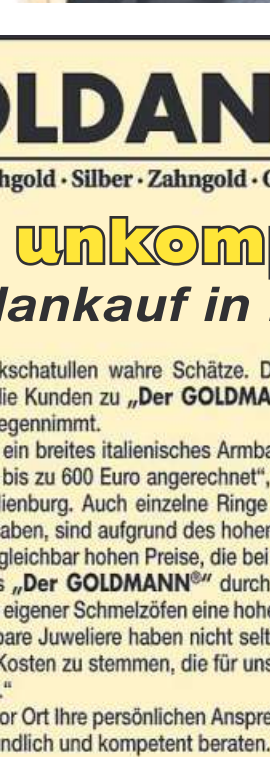 OLDAN
hgold · Silber · Zahngold ·
unkomp
ankauf in
kschatullen wahre Schätze. D
die Kunden zu „Der GOLDMA
egennimmt.
ein breites italienisches Armba
bis zu 600 Euro angerechnet“,
lienburg. Auch einzelne Ringe
aben, sind aufgrund des hoher
gleichbar hohen Preise, die bei
s „Der GOLDMANN®“ durch
eigener Schmelzöfen eine hohe
bare Juweliere haben nicht selt
Kosten zu stemmen, die für uns
.“
or Ort Ihre persönlichen Anspre
ndlich und kompetent beraten.